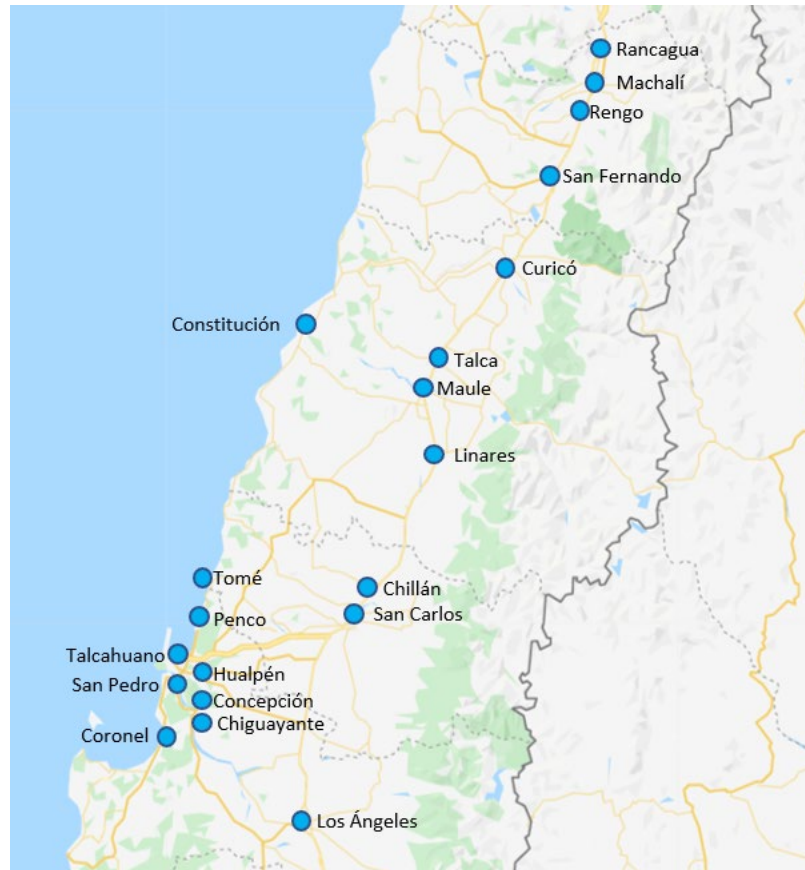 Rancagua
Machalí
Rengo
San Fernando
Curicó
Constitución
Talca
Maule
Linares
Tomé
Chillán
Penco
San Carlos
Talcahuano
Hualpén
San Pedro
Concepción
Chiguayante
Coronel
Los Ángeles